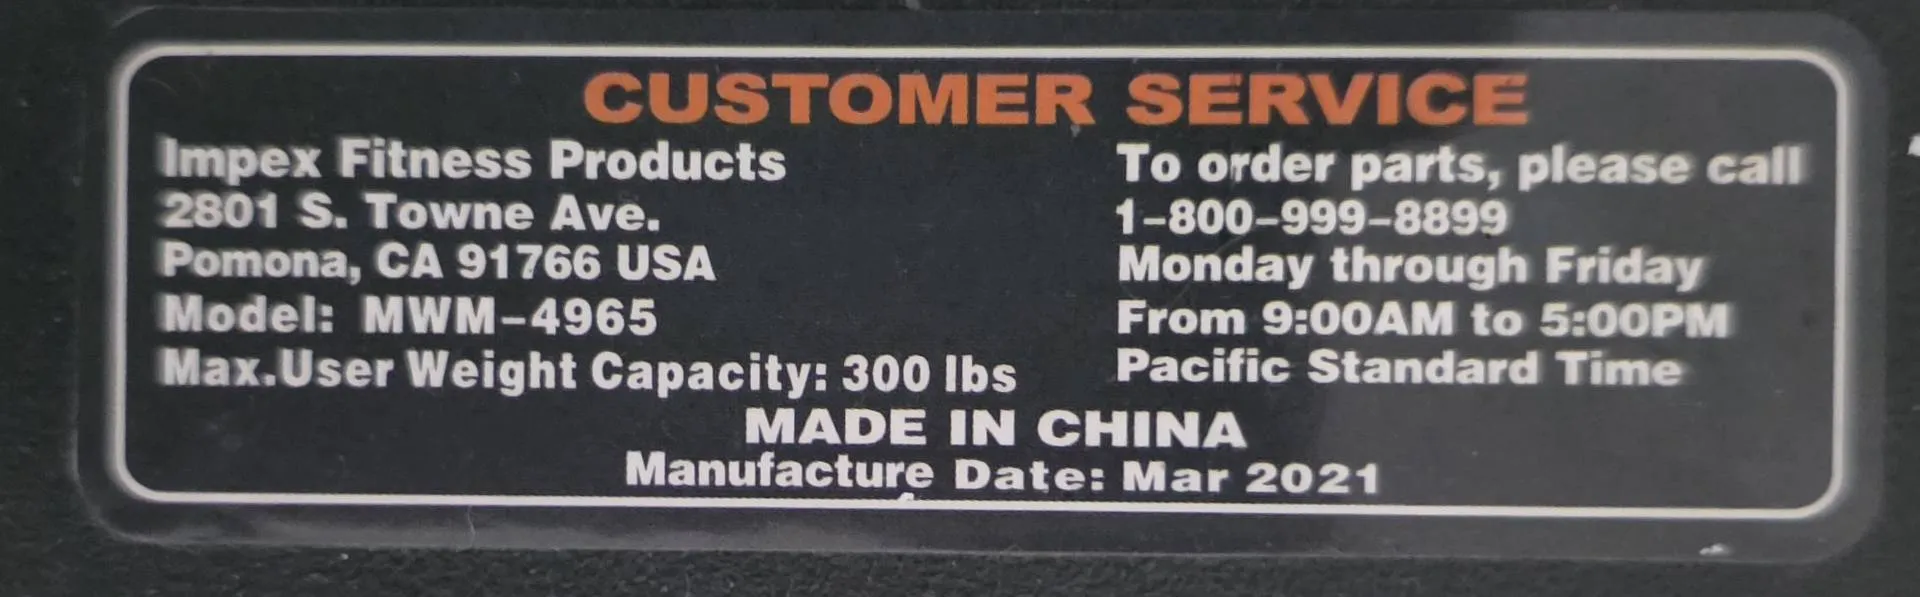 CUSTOMER SERVICE
Impex Fitness Products
2801 S. Towne Ave.
Pomona, CA 91766 USA
Model: MWM-4965
Max.User Weight Capacity: 300 lbs
To order parts, please call
1-800-999-8899
Monday through Friday
From 9:00AM to 5:00PM
Pacific Standard Time
MADE IN CHINA
Manufacture Date: Mar 2021